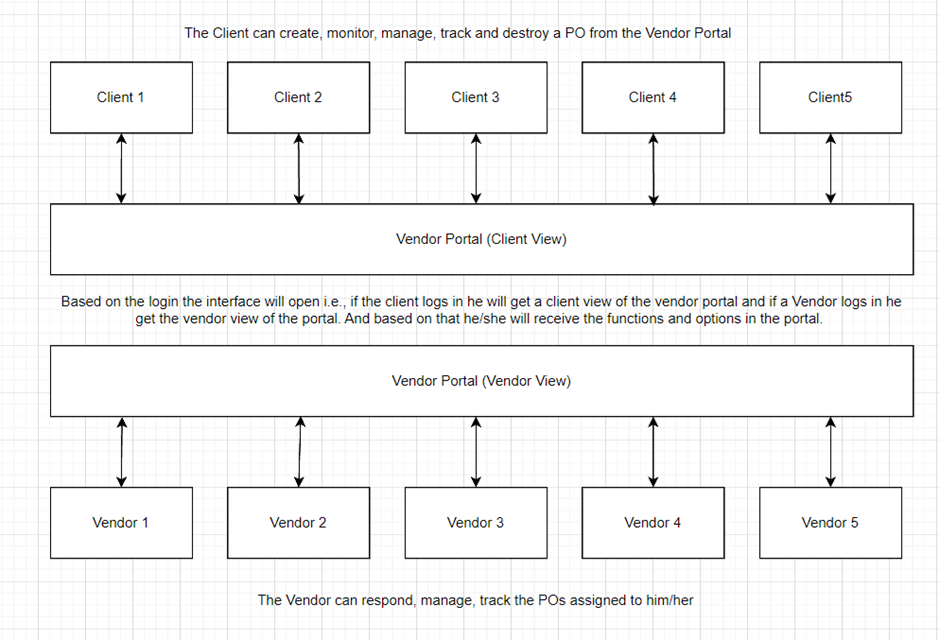 The Client can create, monitor, manage, track and destroy a PO from the Vendor Portal
Client 1
Client 2
Client 3
Client 4
Client5
Vendor Portal (Client View)
Based on the login the interface will open i.e., if the client logs in he will get a client view of the vendor portal and if a Vendor logs in he
get the vendor view of the portal. And based on that he/she will receive the functions and options in the portal.
Vendor Portal (Vendor View)
Vendor 1
Vendor 2
Vendor 3
Vendor 4
Vendor 5
The Vendor can respond, manage, track the POs assigned to him/her